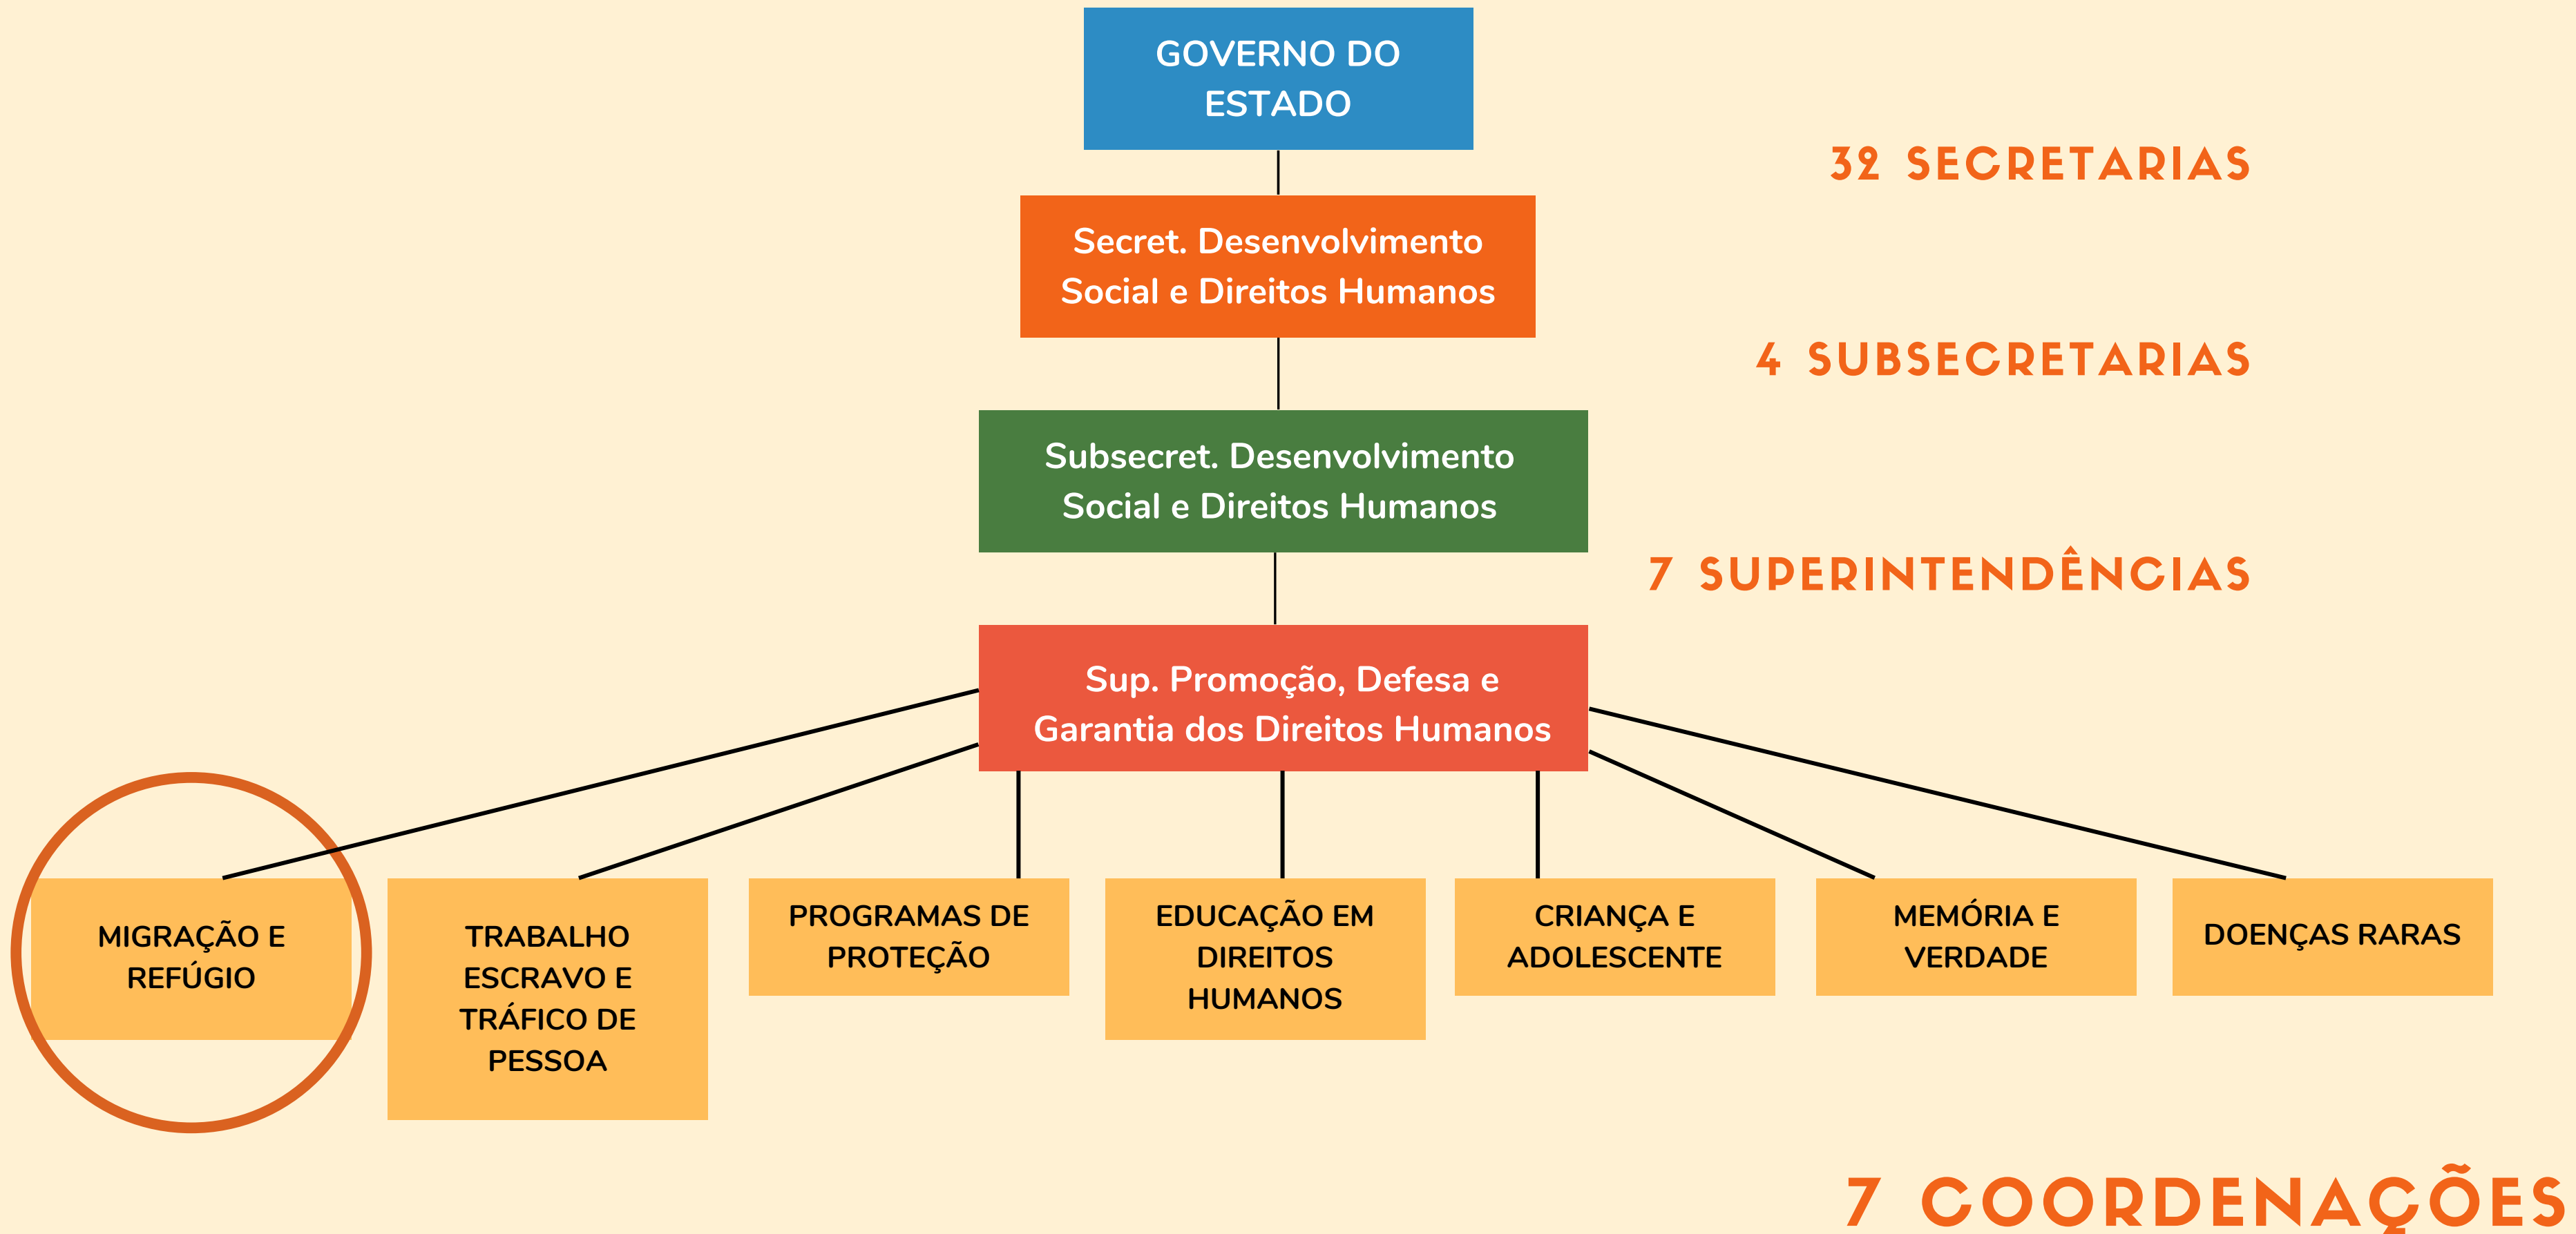 GOVERNO DO
ESTADO
32 SECRETARIAS
Secret. Desenvolvimento
Social e Direitos Humanos
4 SUBSECRETARIAS
Subsecret. Desenvolvimento
Social e Direitos Humanos
7 SUPERINTENDÊNCIAS
Sup. Promoção, Defesa e
Garantia dos Direitos Humanos
MIGRAÇÃO E
REFÚGIO
TRABALHO
ESCRAVO E
TRÁFICO DE
PESSOA
PROGRAMAS DE
PROTEÇÃO
EDUCAÇÃO EM
DIREITOS
HUMANOS
CRIANÇA E
ADOLESCENTE
MEMÓRIA E
VERDADE
DOENÇAS RARAS
7 COORDENAÇÕES